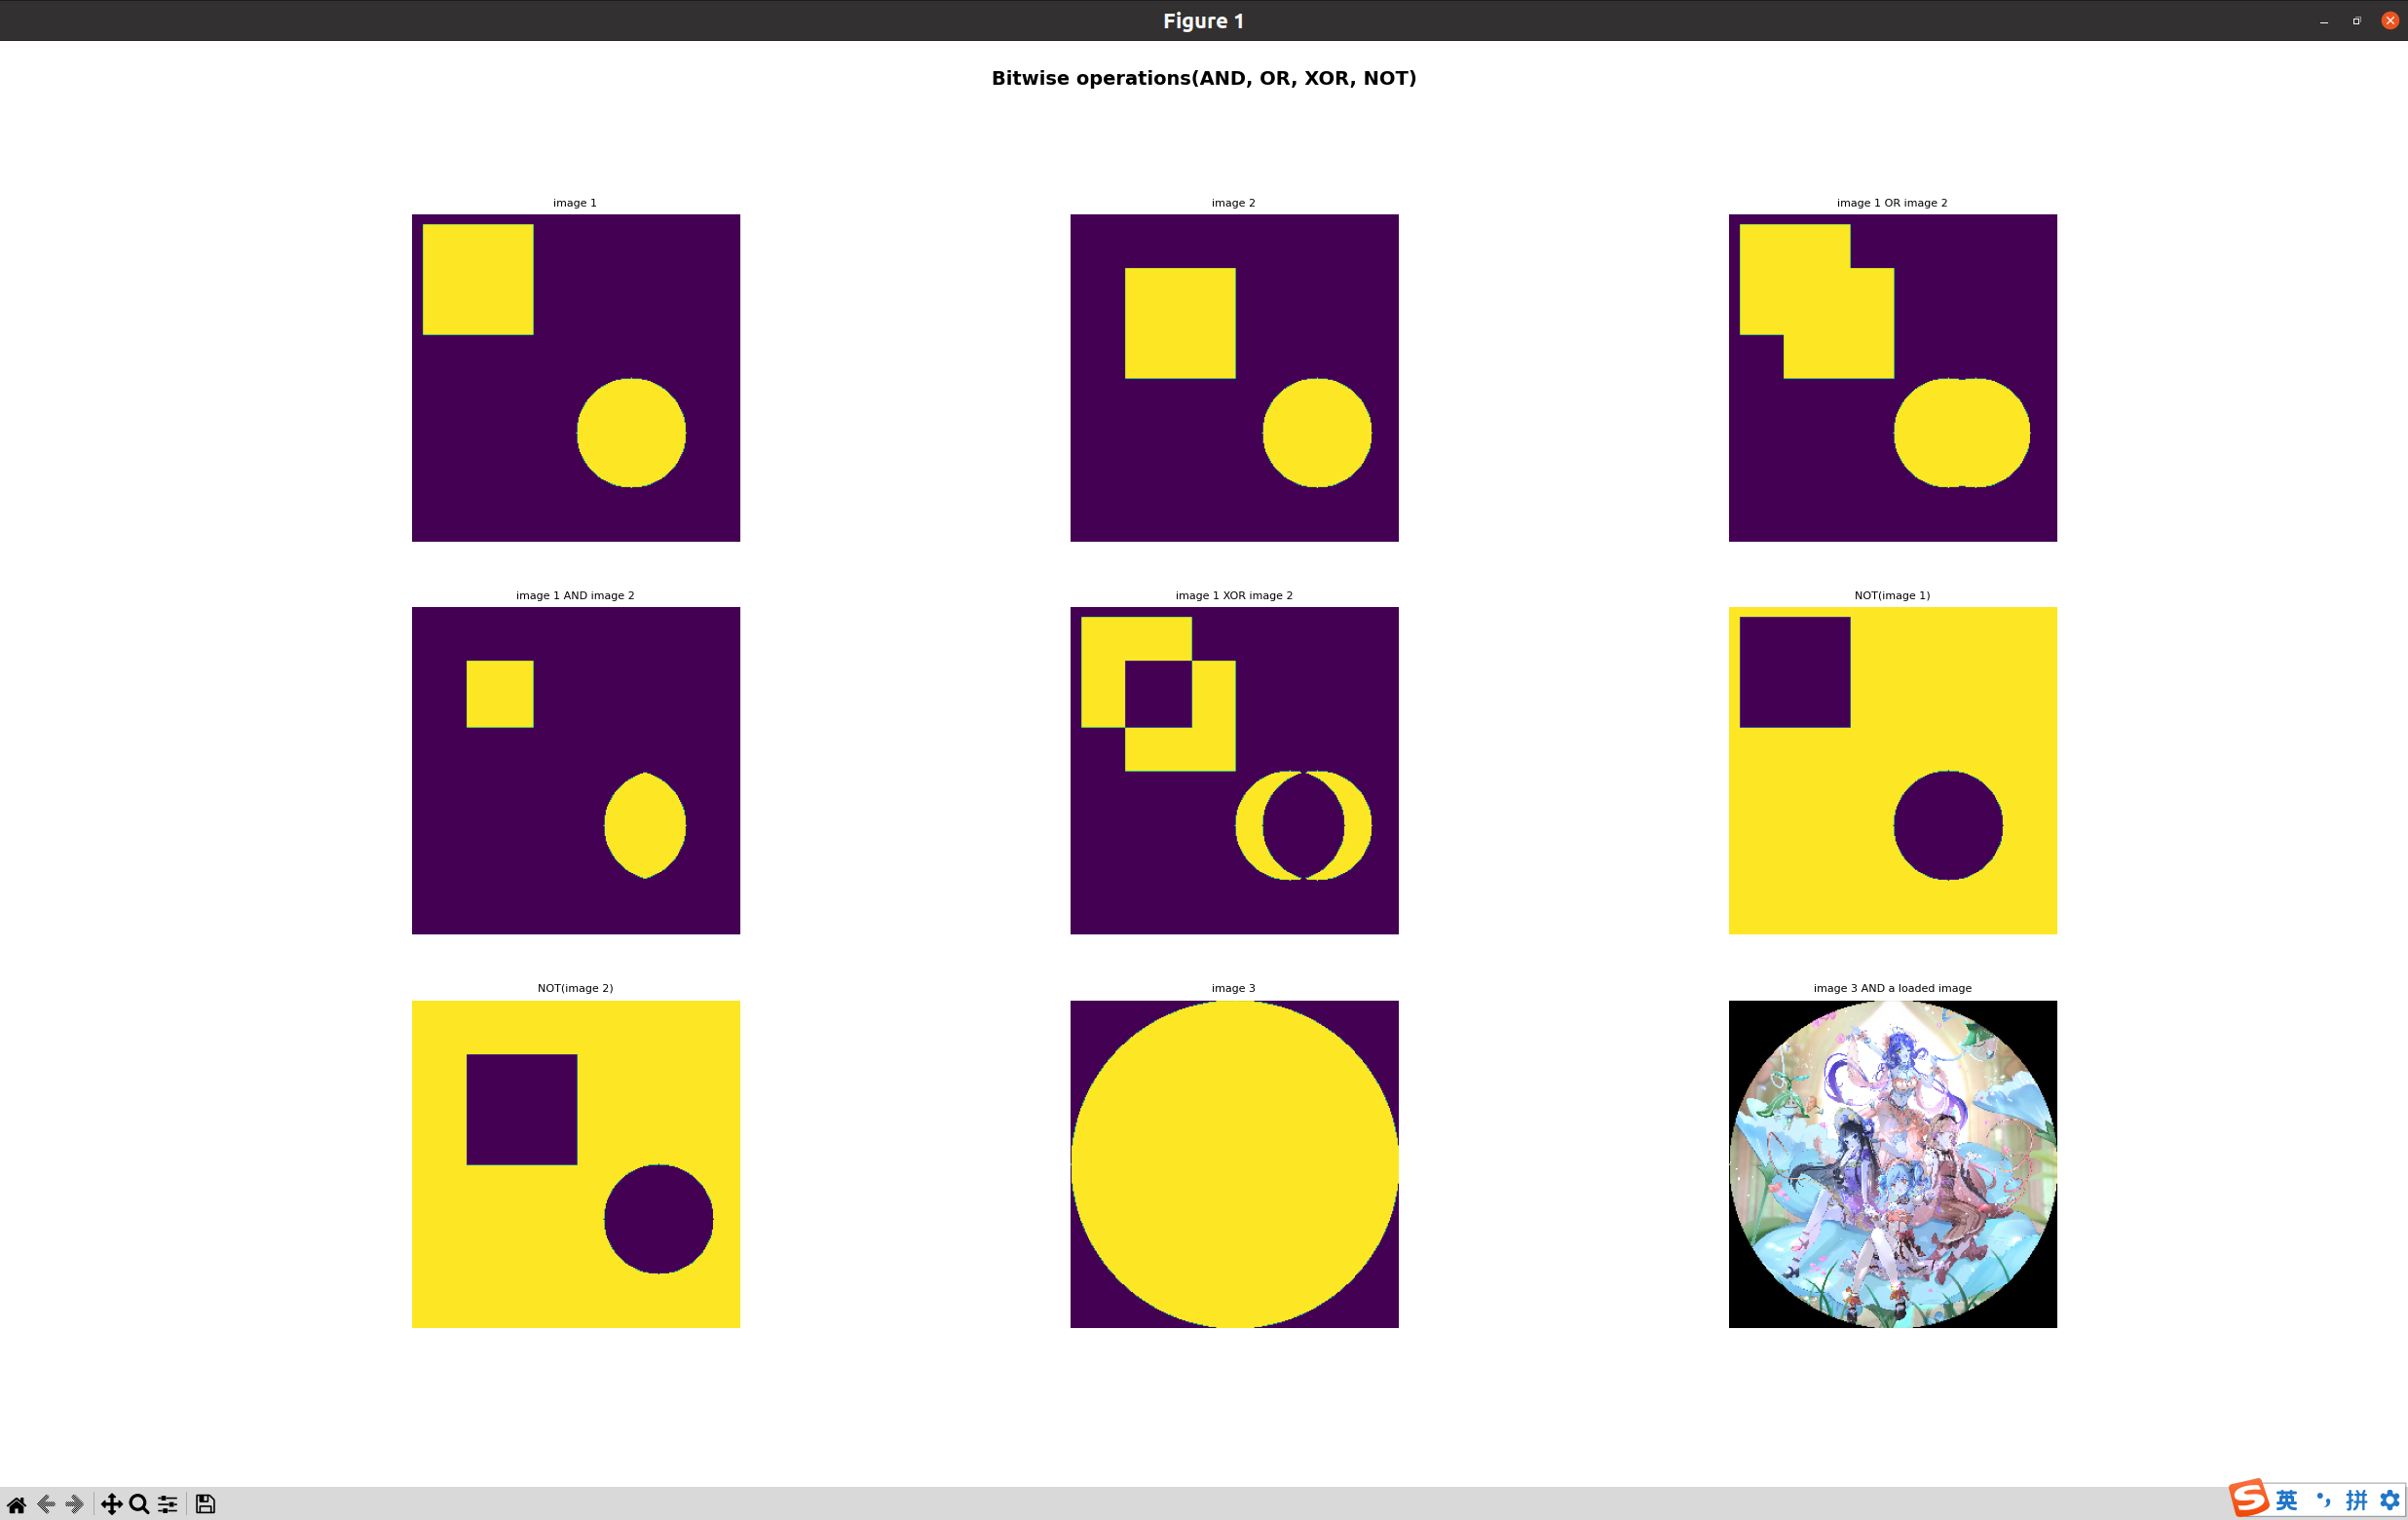 Figure 1
Bitwise operations(AND, OR, XOR, NOT)
image 1
image 2
image 1 OR image 2
image 1 AND image 2
image 1 XOR image 2
NOT(image 1)
NOT(image 2)
image 3
image 3 AND a loaded image
S 英 拼